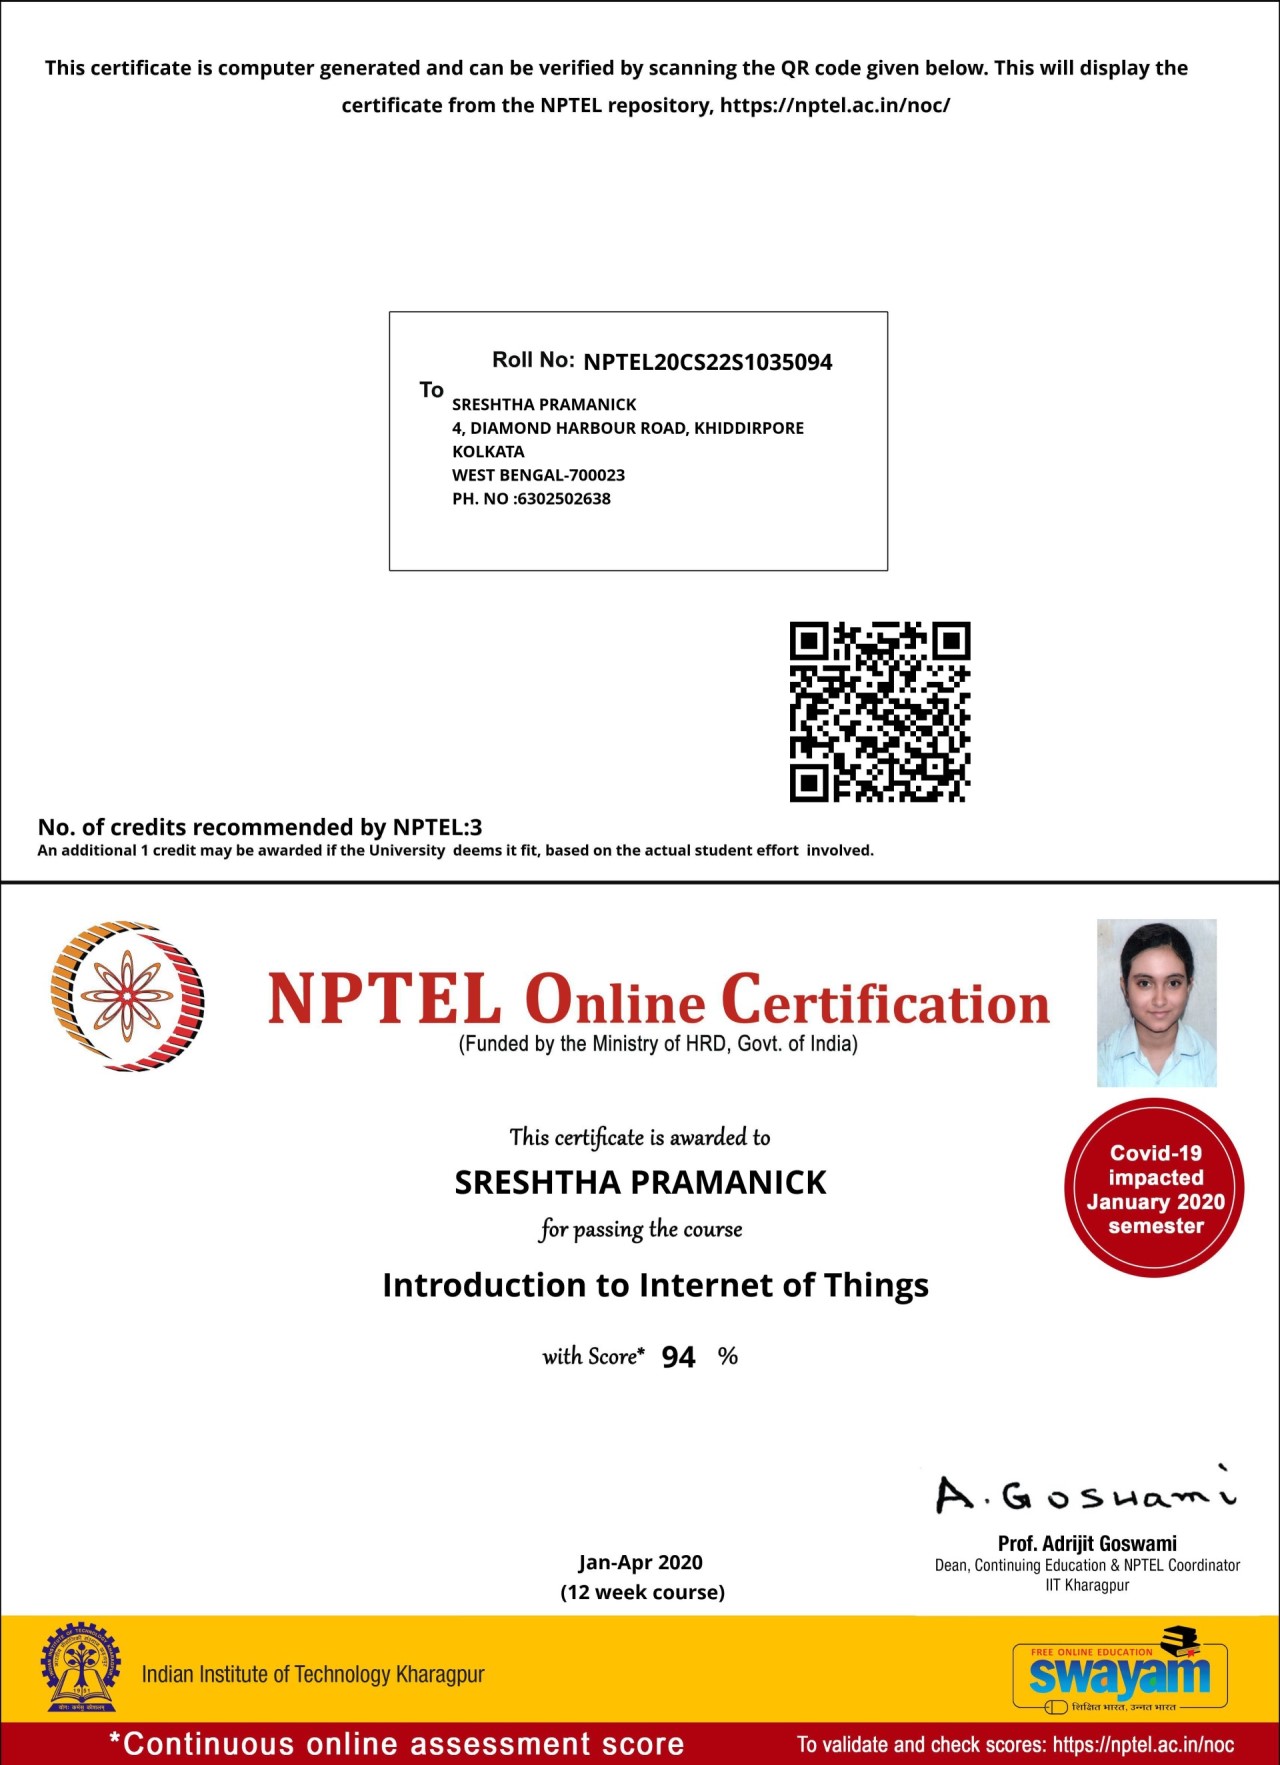 This certificate is computer generated and can be verified by scanning the QR code given below. This will display the
certificate from the NPTEL repository, https://nptel.ac.in/noc/
Roll No: NPTEL20CS22S1035094
To
SRESHTHA PRAMANICK
4, DIAMOND HARBOUR ROAD, KHIDDIRPORE
KOLKATA
WEST BENGAL-700023
PH. NO :6302502638
No. of credits recommended by NPTEL:3
An additional 1 credit may be awarded if the University deems it fit, based on the actual student effort involved.
NPTEL Online Certification
(Funded by the Ministry of HRD, Govt. of India)
This certificate is awarded to
SRESHTHA PRAMANICK
for passing the course
Introduction to Internet of Things
with Score* 94 %
Covid-19
impacted
January 2020
semester
A. Goswami
Prof. Adrijit Goswami
Dean, Continuing Education & NPTEL Coordinator
IIT Kharagpur
Jan-Apr 2020
(12 week course)
1951
योगः कर्मसु कौशलम्
Indian Institute of Technology Kharagpur
FREE ONLINE EDUCATION
swayam
शिक्षित भारत, उन्नत भारत
*Continuous online assessment score
To validate and check scores: https://nptel.ac.in/noc